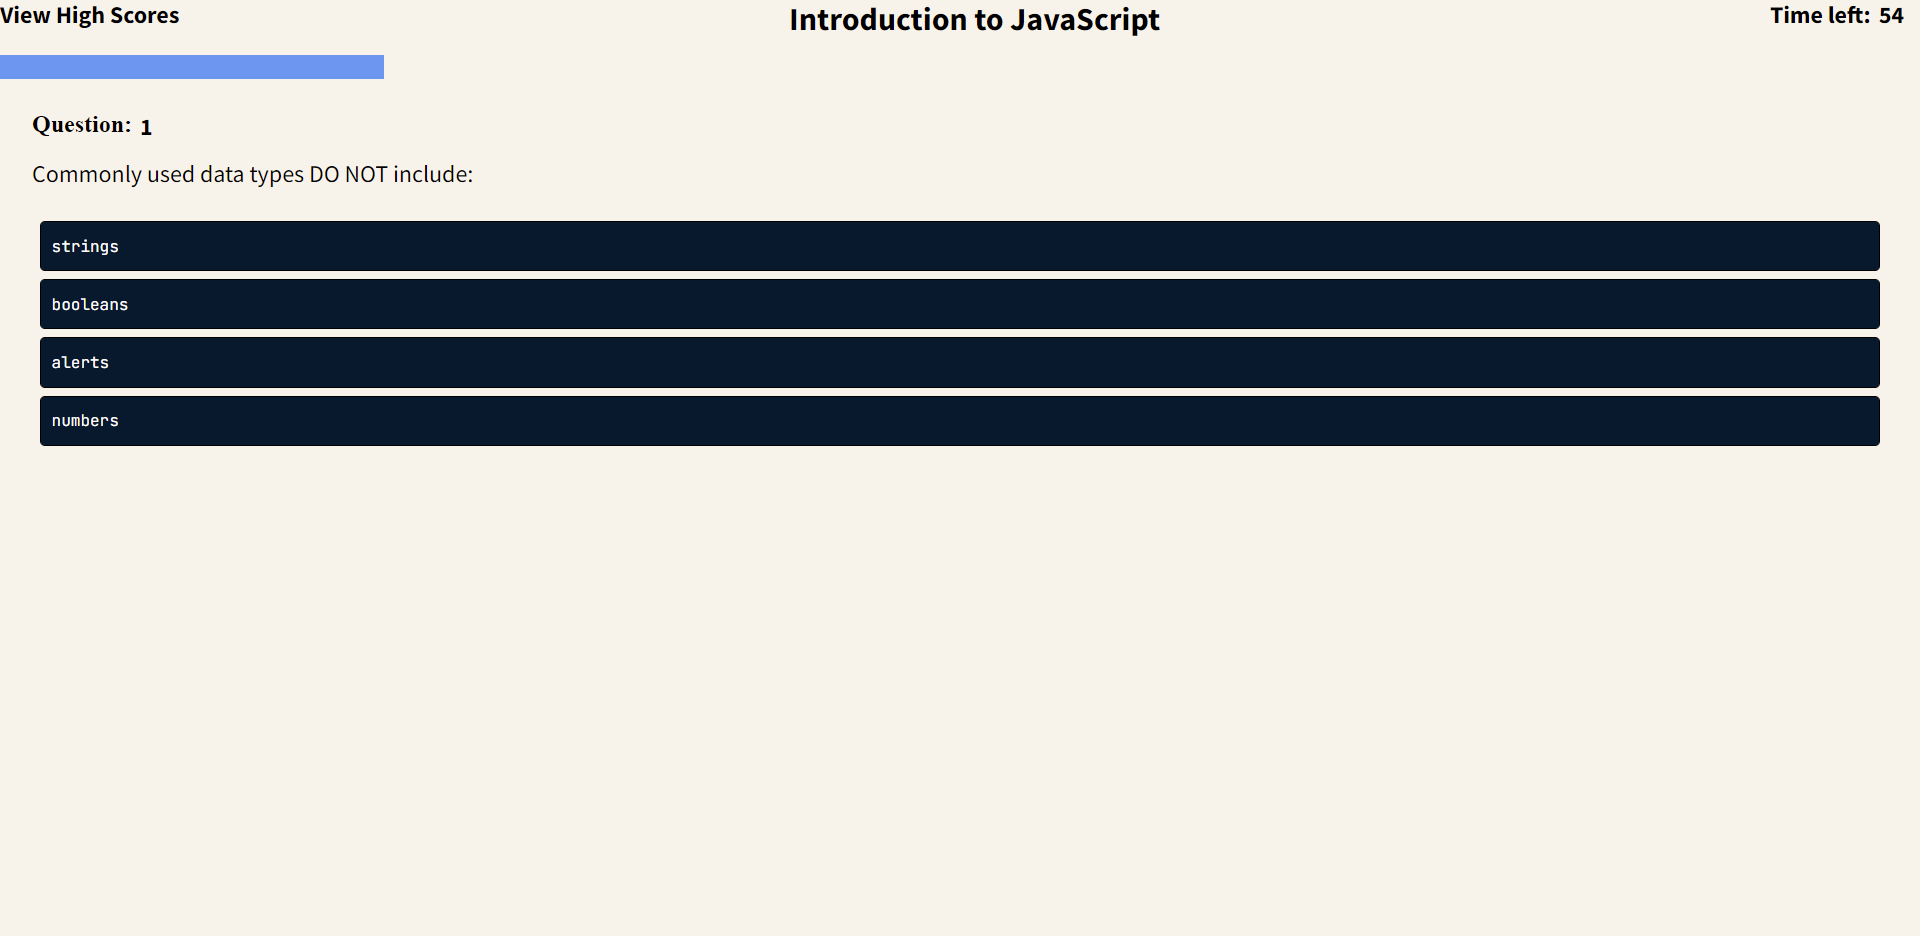 View High Scores
Introduction to JavaScript
Time left: 54
Question: 1
Commonly used data types DO NOT include:
strings
booleans
alerts
numbers